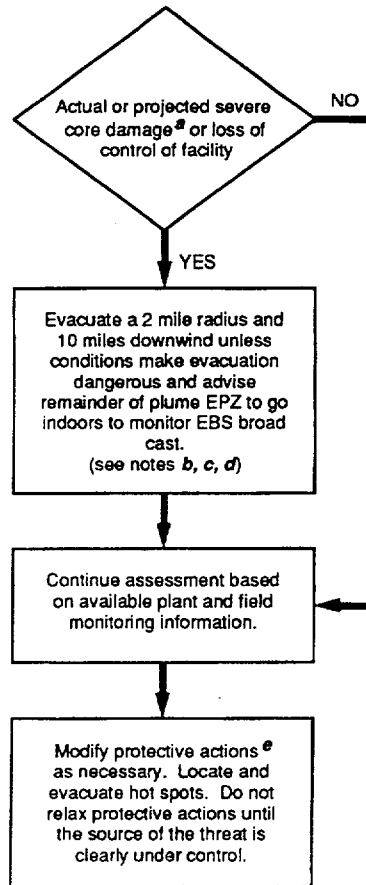 Actual or projected severe
core damage a or loss of
control of facility
NO
YES
Evacuate a 2 mile radius and
10 miles downwind unless
conditions make evacuation
dangerous and advise
remainder of plume EPZ to go
indoors to monitor EBS broad
cast.
(see notes b, c, d)
Continue assessment based
on available plant and field
monitoring information.
Modify protective actions e
as necessary. Locate and
evacuate hot spots. Do not
relax protective actions until
the source of the threat is
clearly under control.